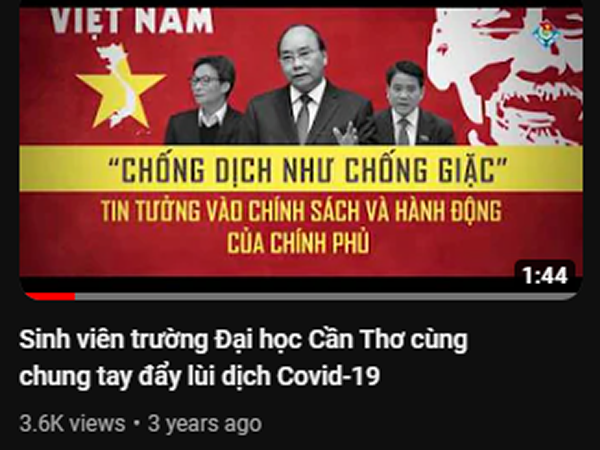 VIỆT NAM
“CHỐNG DỊCH NHƯ CHỐNG GIẶC”
TIN TƯỞNG VÀO CHÍNH SÁCH VÀ HÀNH ĐỘNG
CỦA CHÍNH PHỦ
1:44
Sinh viên trường Đại học Cần Thơ cùng
chung tay đẩy lùi dịch Covid-19
3.6K views • 3 years ago